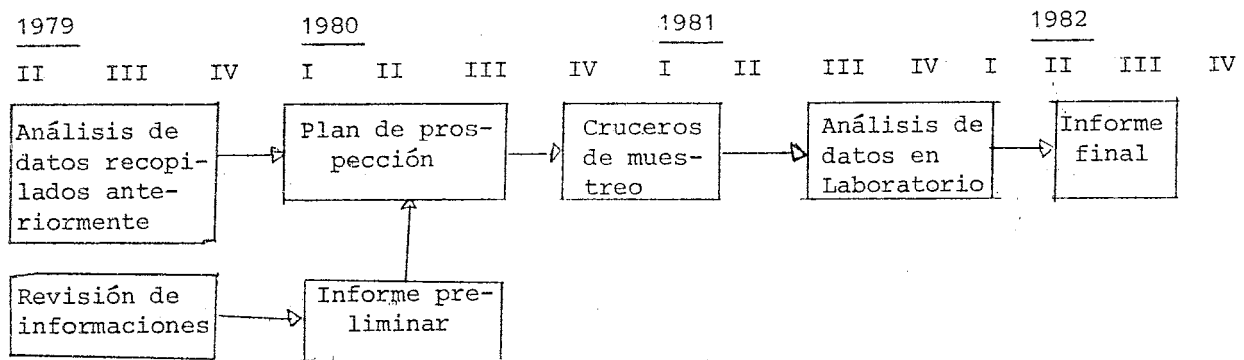 1979 1980 1981 1982
II III IV I II III IV I II III IV I II III IV
Análisis de
datos recopi-
lados ante-
riormente
Plan de pros-
pección
Cruceros
de mues-
treo
Análisis de
datos en
Laboratorio
Informe
final
Revisión de
informaciones
Informe pre-
liminar